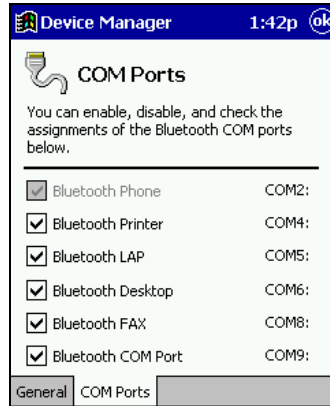 Device Manager 1:42p ok
COM Ports
You can enable, disable, and check the
assignments of the Bluetooth COM ports
below.
Bluetooth Phone COM2:
Bluetooth Printer COM4:
Bluetooth LAP COM5:
Bluetooth Desktop COM6:
Bluetooth FAX COM8:
Bluetooth COM Port COM9:
General COM Ports